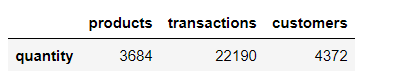 products transactions customers
quantity 3684 22190 4372